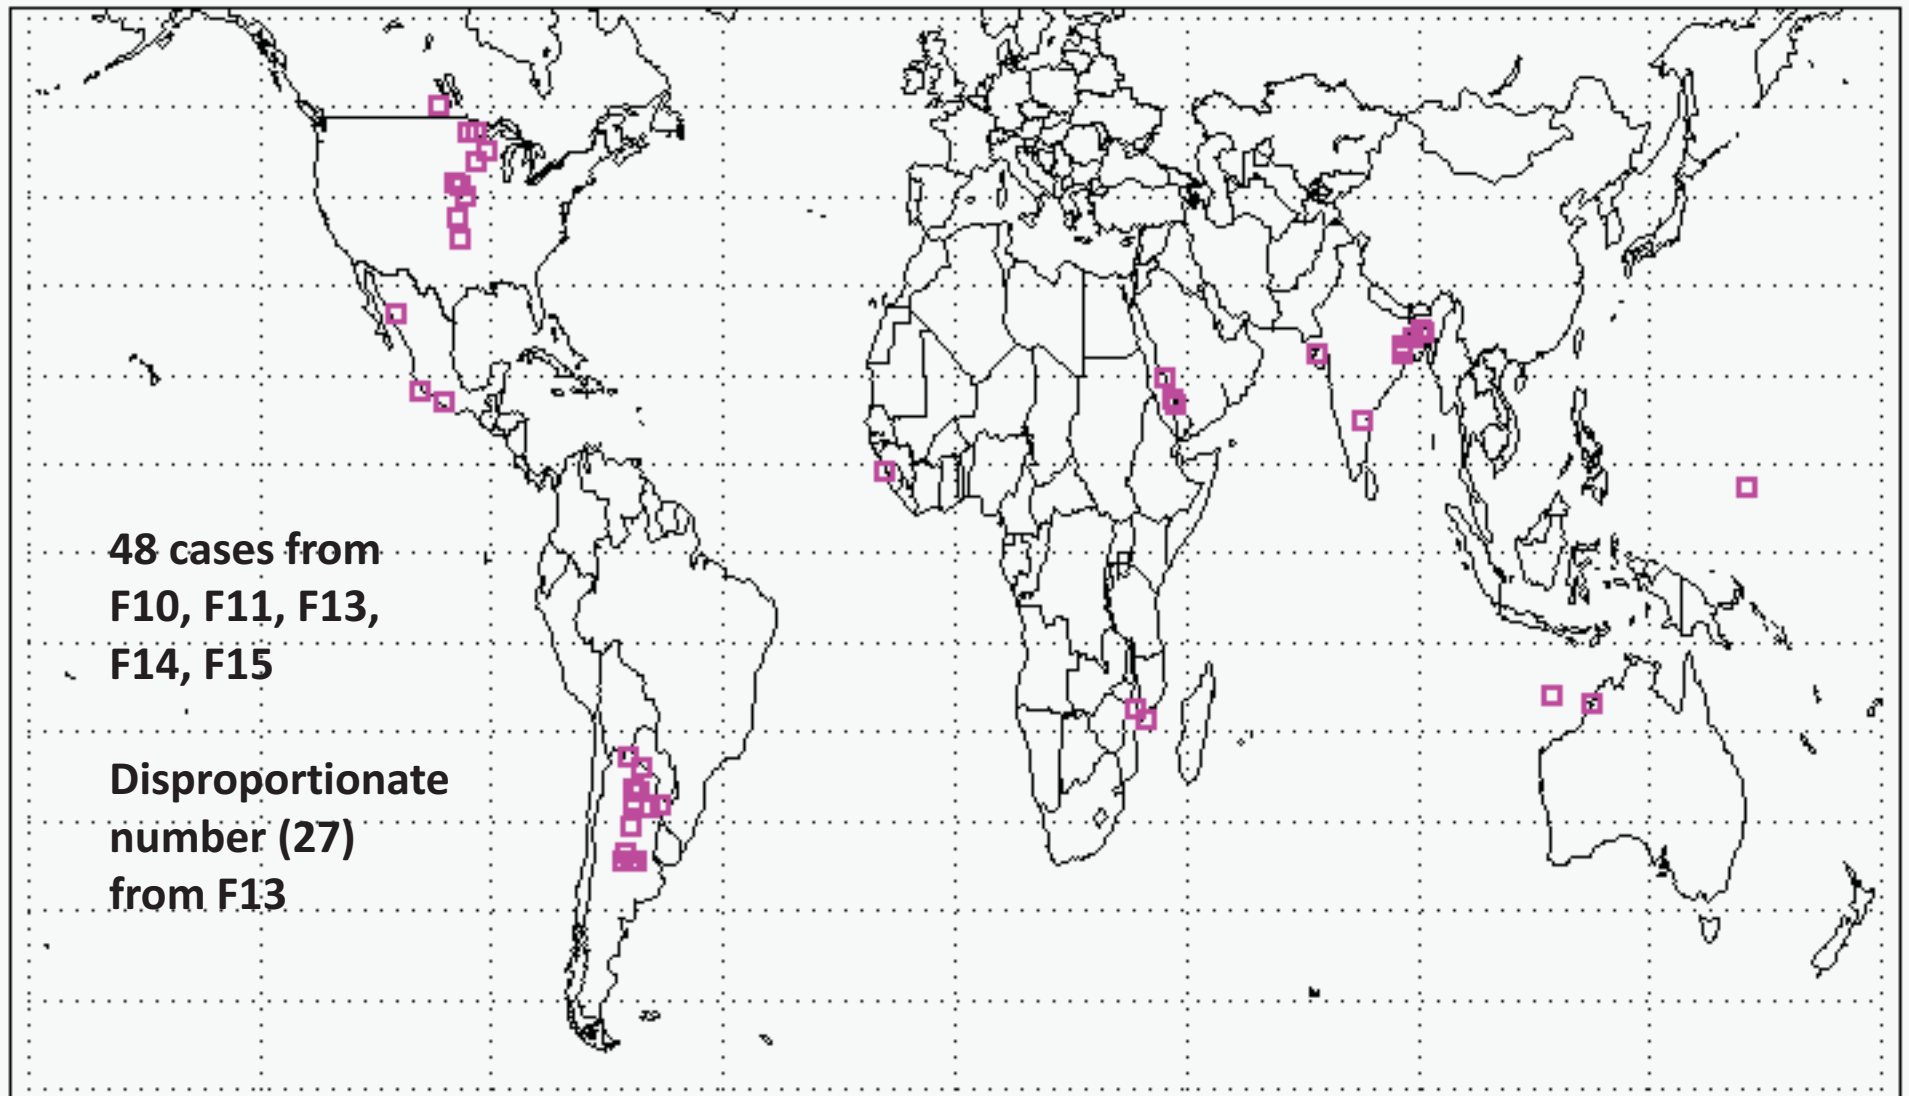 48 cases from
F10, F11, F13,
F14, F15
Disproportionate
number (27)
from F13